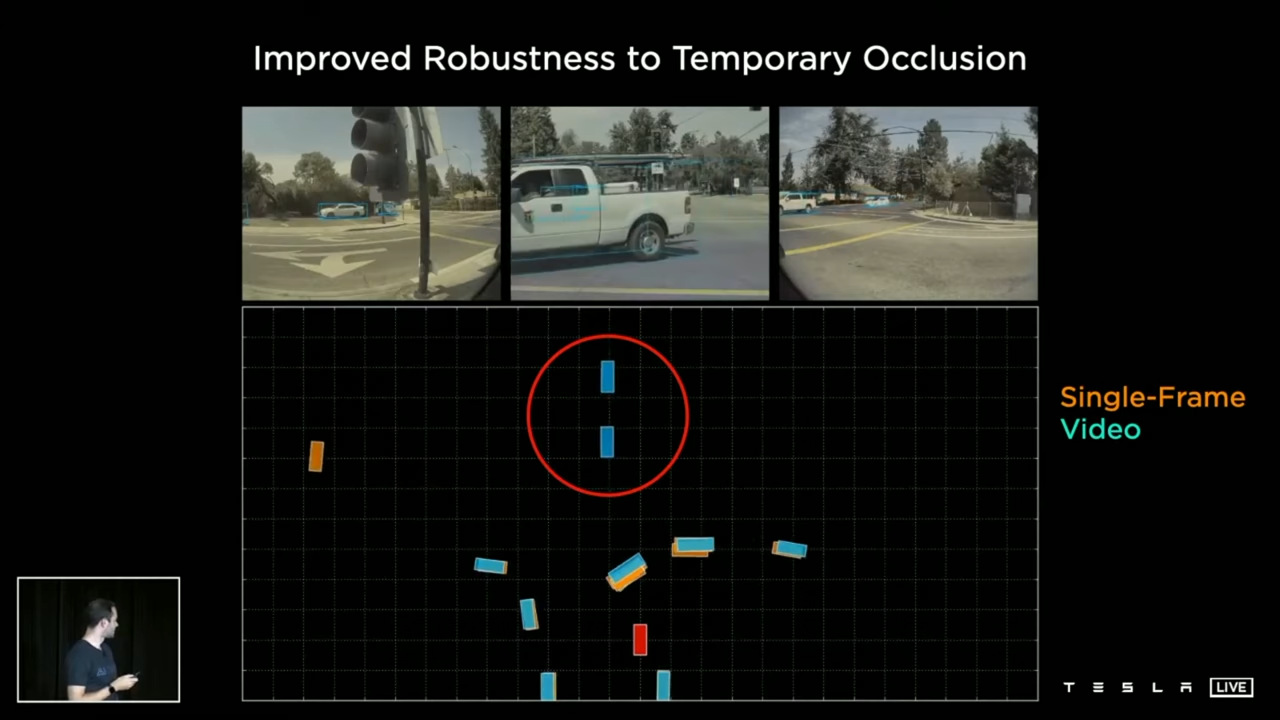 Improved Robustness to Temporary Occlusion
Single-Frame
Video
TESLA LIVE